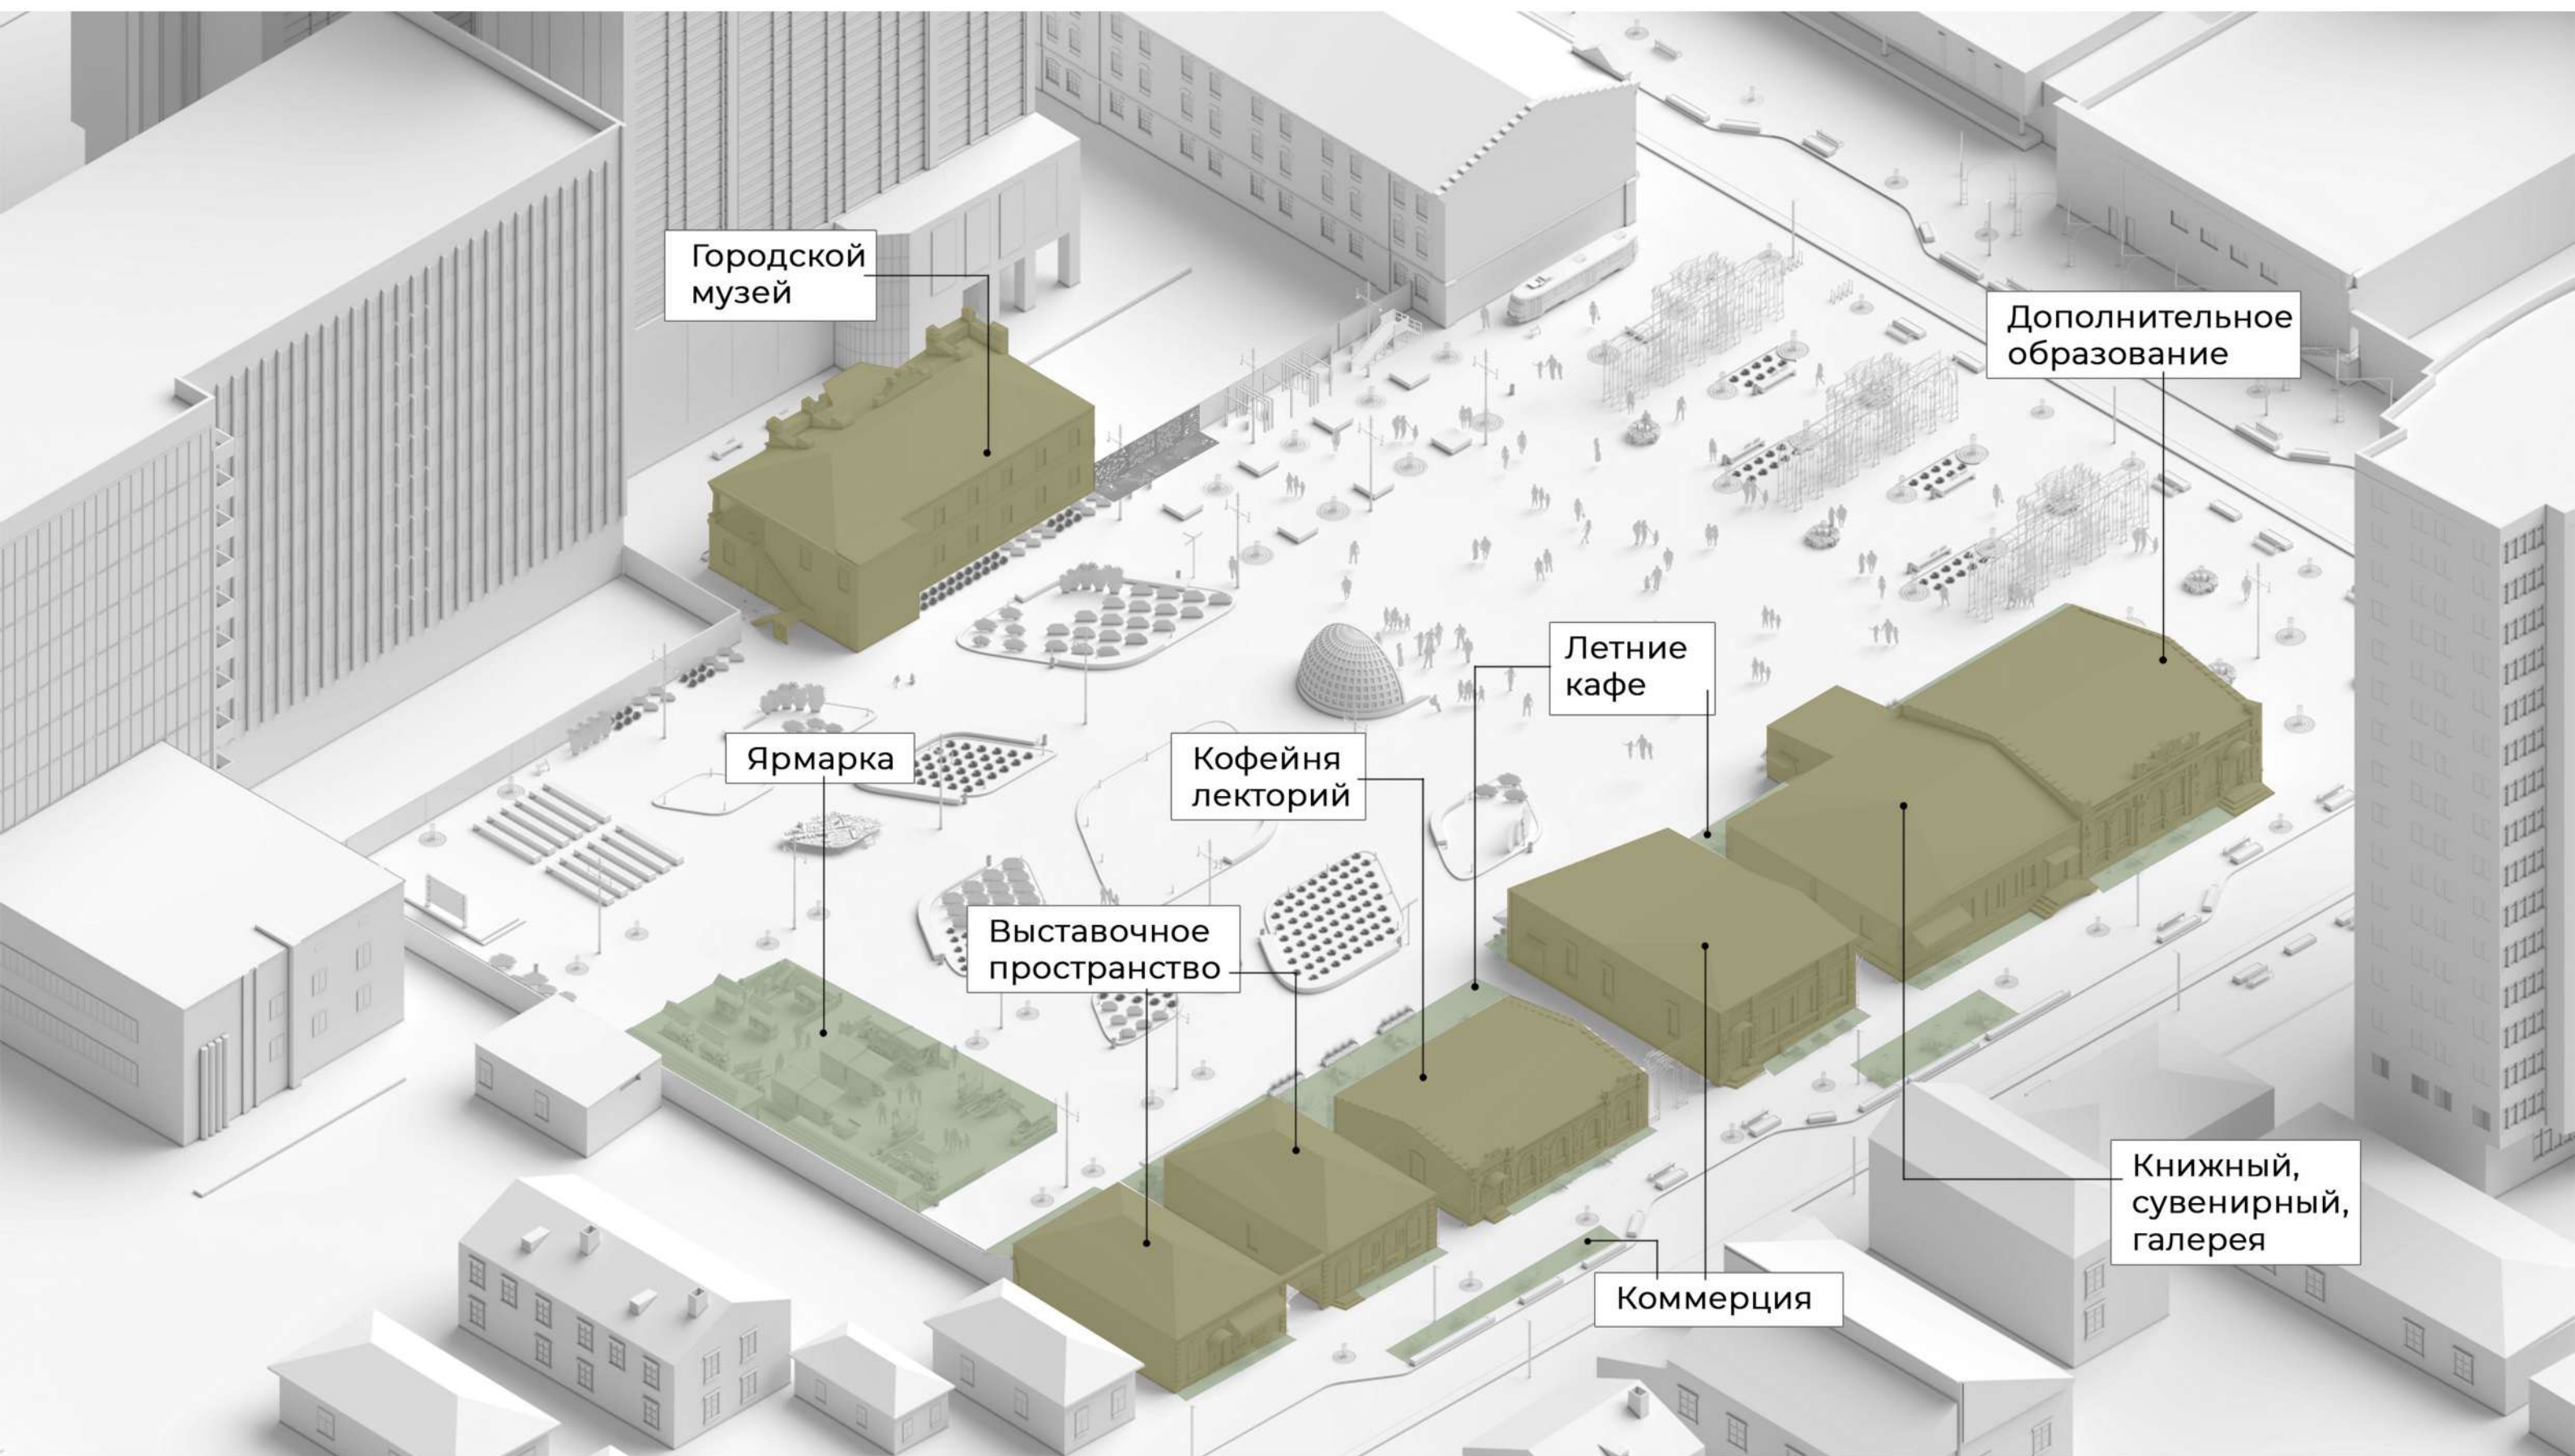 Городской
музей
Дополнительное
образование
Летние
кафе
Ярмарка
Кофейня
лекторий
Выставочное
пространство
Книжный,
сувенирный,
галерея
Коммерция